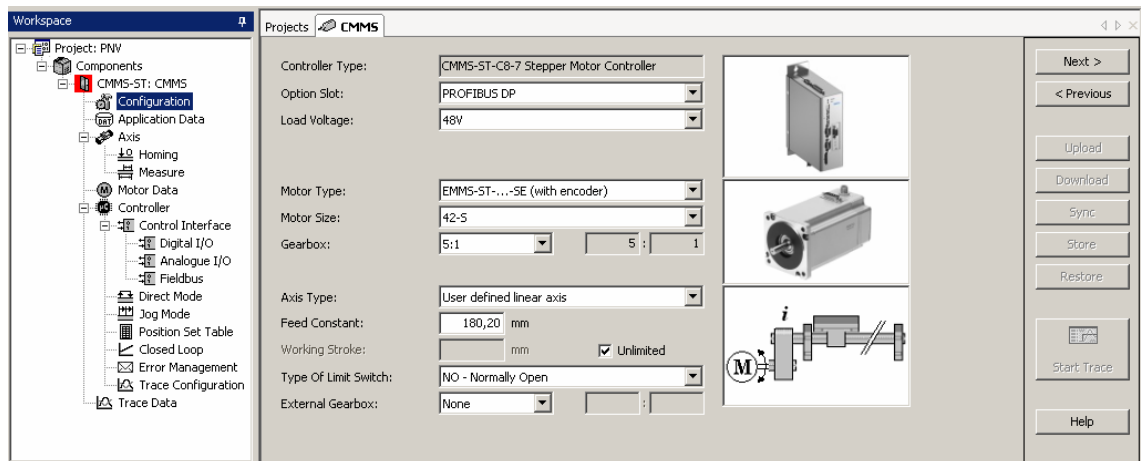 Workspace
Project: PNV
Components
CMMS-ST: CMMS
Configuration
DAT Application Data
Axis
Homing
Measure
M Motor Data
Controller
Control Interface
Digital I/O
Analogue I/O
Fieldbus
Direct Mode
Jog Mode
Position Set Table
Closed Loop
Error Management
Trace Configuration
Trace Data
Projects CMMS
Controller Type: CMMS-ST-C8-7 Stepper Motor Controller
Option Slot: PROFIBUS DP
Load Voltage: 48V
Motor Type: EMMS-ST-...-SE (with encoder)
Motor Size: 42-S
Gearbox: 5:1 5 : 1
Axis Type: User defined linear axis
Feed Constant: 180,20 mm
Working Stroke: mm Unlimited
Type Of Limit Switch: NO - Normally Open
External Gearbox: None :
i
M
Next >
< Previous
Upload
Download
Sync
Store
Restore
Start Trace
Help